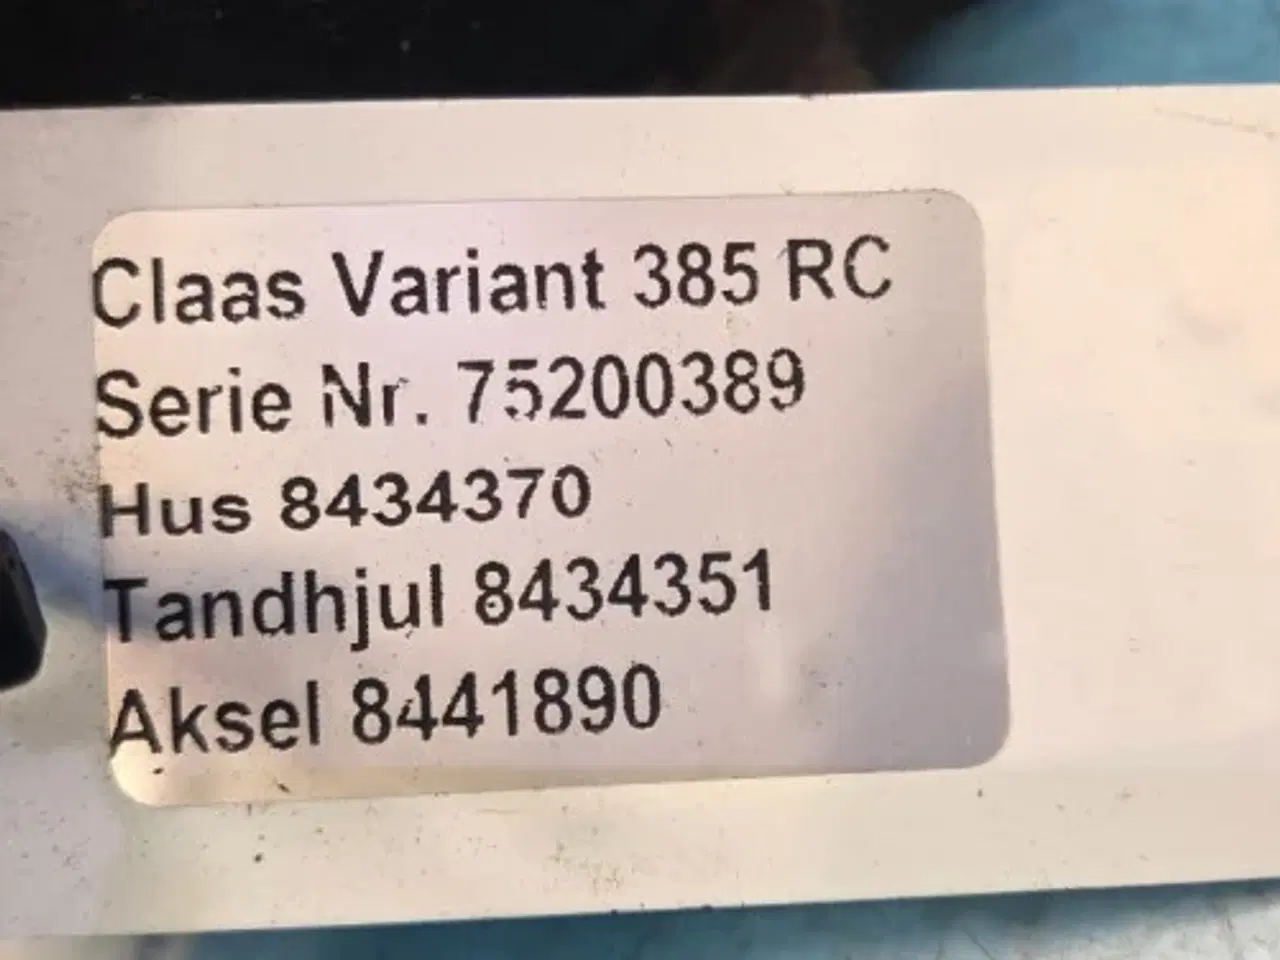 Claas Variant 385 RC
Serie Nr. 75200389
Hus 8434370
Tandhjul 8434351
Aksel 8441890